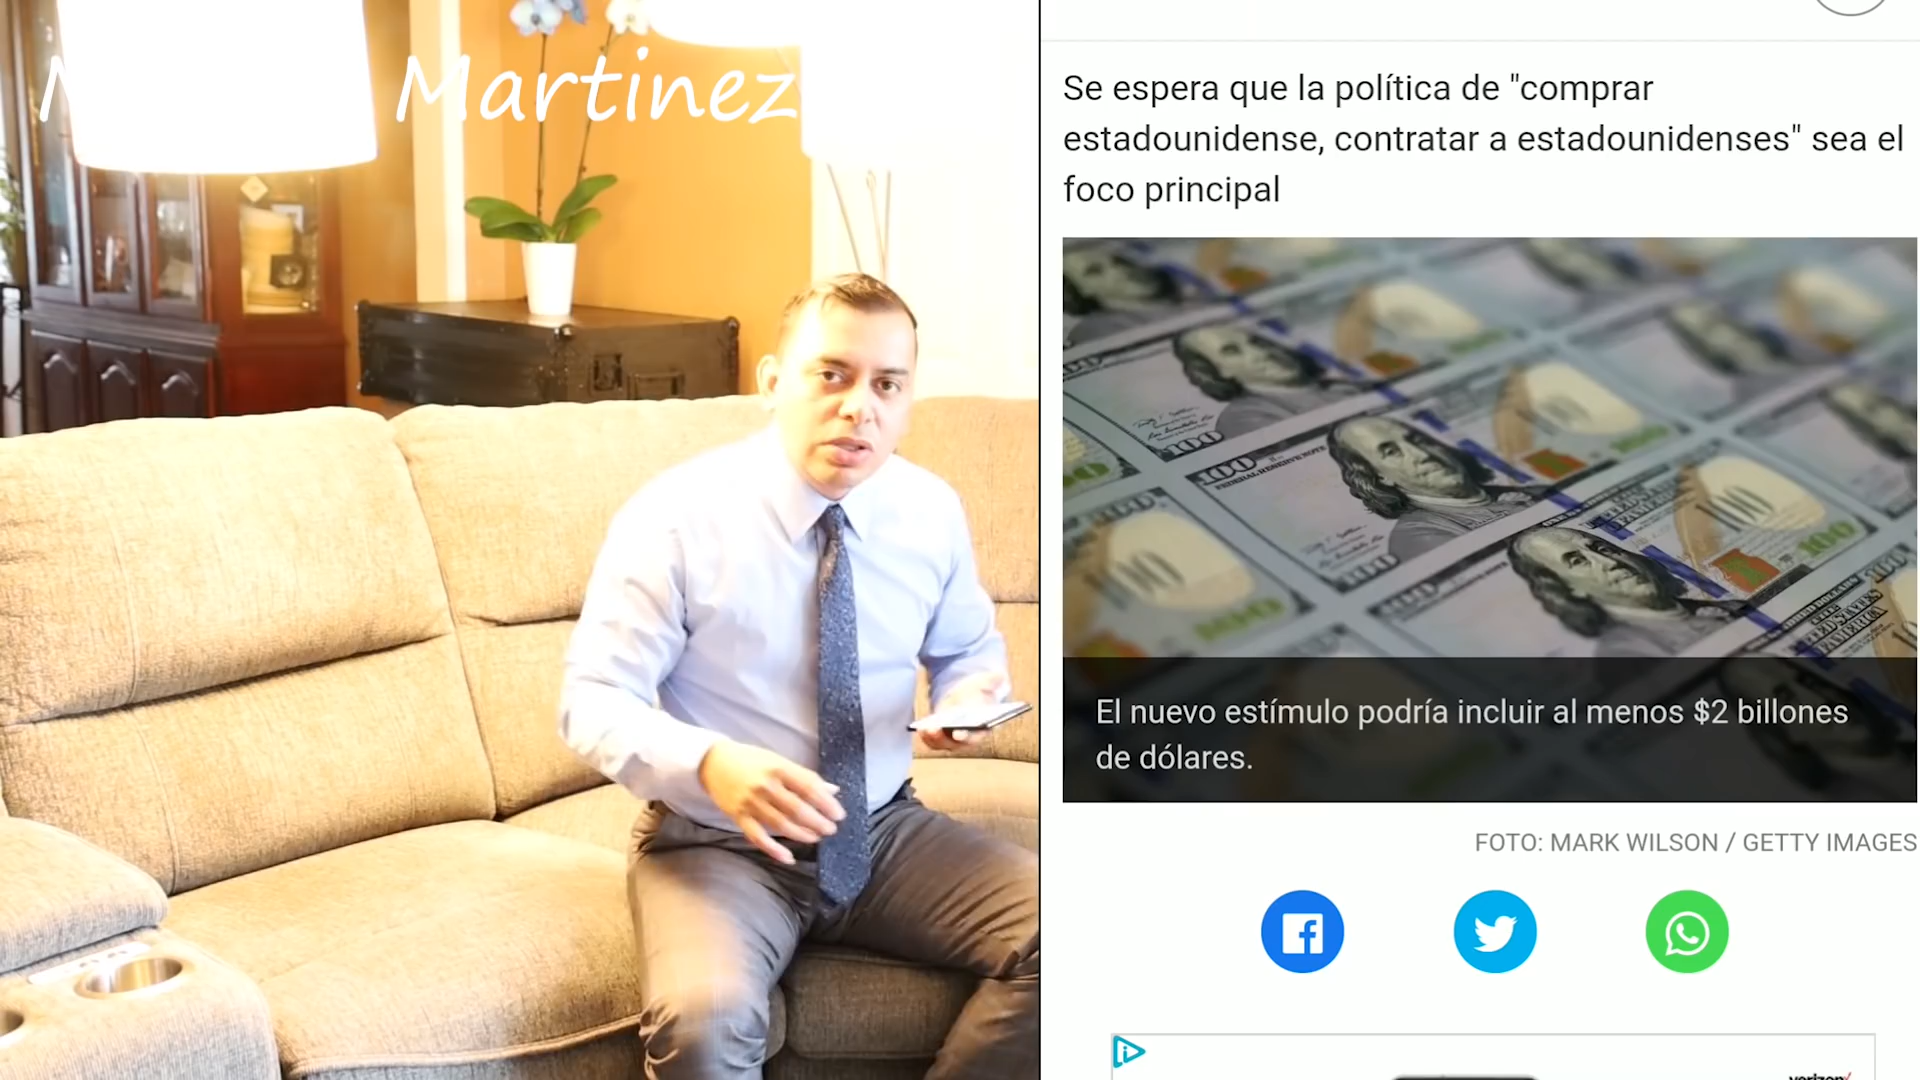 Martinez
Se espera que la política de "comprar
estadounidense, contratar a estadounidenses" sea el
foco principal
El nuevo estímulo podría incluir al menos $2 billones
de dólares.
FOTO: MARK WILSON / GETTY IMAGES
verizon✓